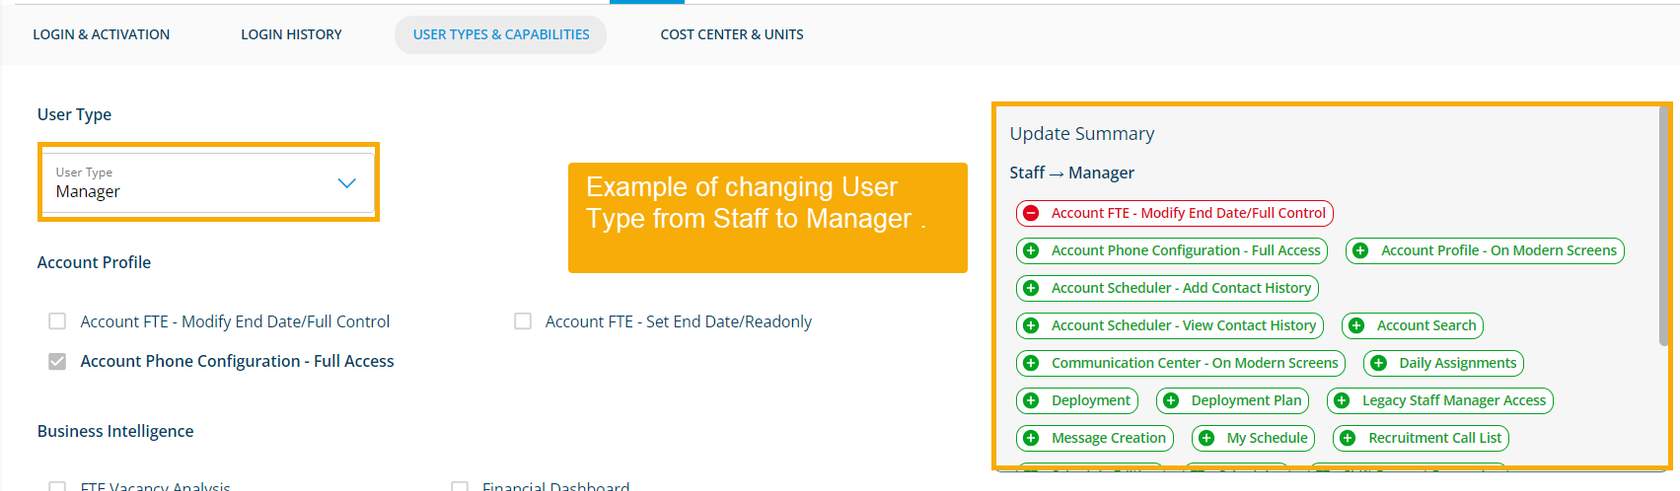 LOGIN & ACTIVATION LOGIN HISTORY USER TYPES & CAPABILITIES COST CENTER & UNITS
User Type
User Type
Manager
Example of changing User
Type from Staff to Manager .
Account Profile
Account FTE - Modify End Date/Full Control Account FTE - Set End Date/Readonly
Account Phone Configuration - Full Access
Business Intelligence
FTE Vacancy Analysis Financial Dashboard
Update Summary
Staff → Manager
Account FTE - Modify End Date/Full Control
Account Phone Configuration - Full Access Account Profile - On Modern Screens
Account Scheduler - Add Contact History
Account Scheduler - View Contact History Account Search
Communication Center - On Modern Screens Daily Assignments
Deployment Deployment Plan Legacy Staff Manager Access
Message Creation My Schedule Recruitment Call List